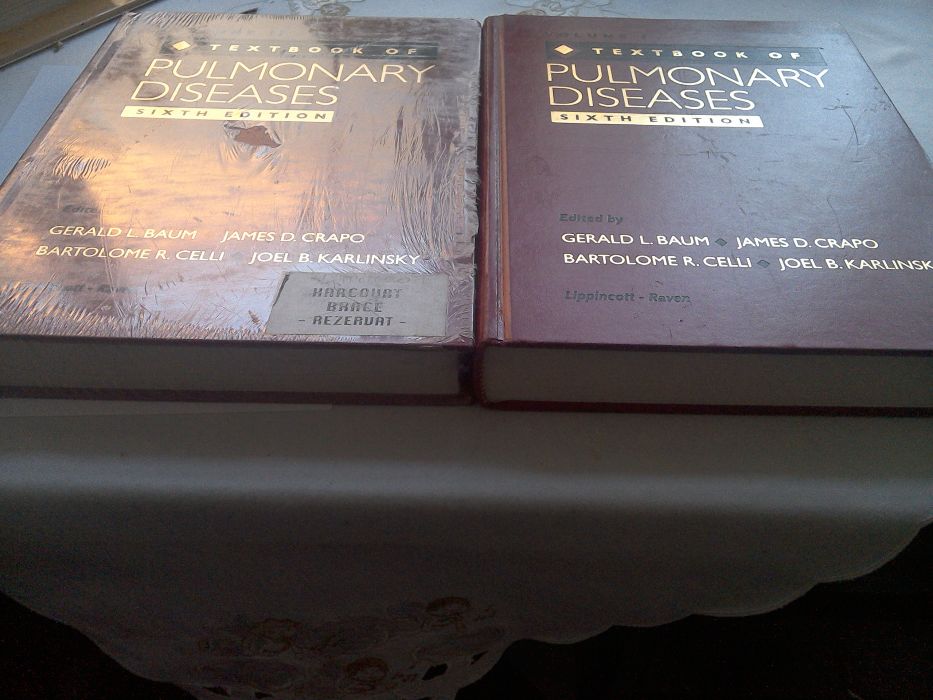 TEXTBOOK OF
PULMONARY
DISEASES
SIXTH EDITION
GERALD L. BAUM JAMES D. CRAPO
BARTOLOME R. CELLI JOEL B. KARLINSKY
HARCOURT
BRACE
- REZERVAT -
VOLUME
TEXTBOOK OF
PULMONARY
DISEASES
SIXTH EDITION
Edited by
GERALD L. BAUM ◆ JAMES D. CRAPO
BARTOLOME R. CELLI ◆ JOEL B. KARLINSK
Lippincott - Raven